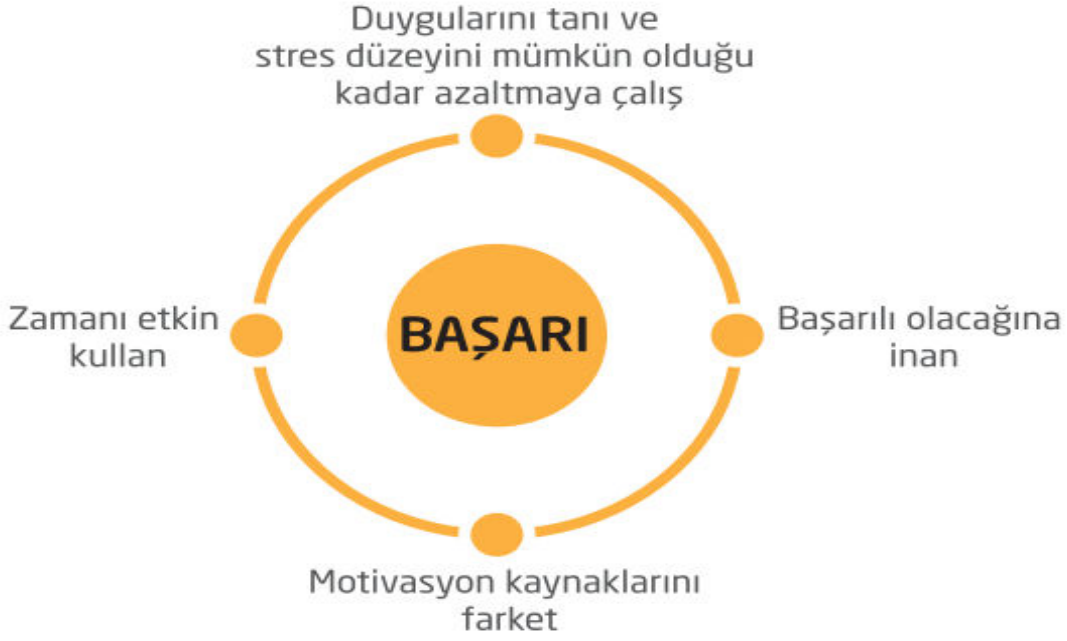 Duygularını tanı ve
stres düzeyini mümkün olduğu
kadar azaltmaya çalış
Zamanı etkin
kullan
BAŞARI
Başarılı olacağına
inan
Motivasyon kaynaklarını
farket